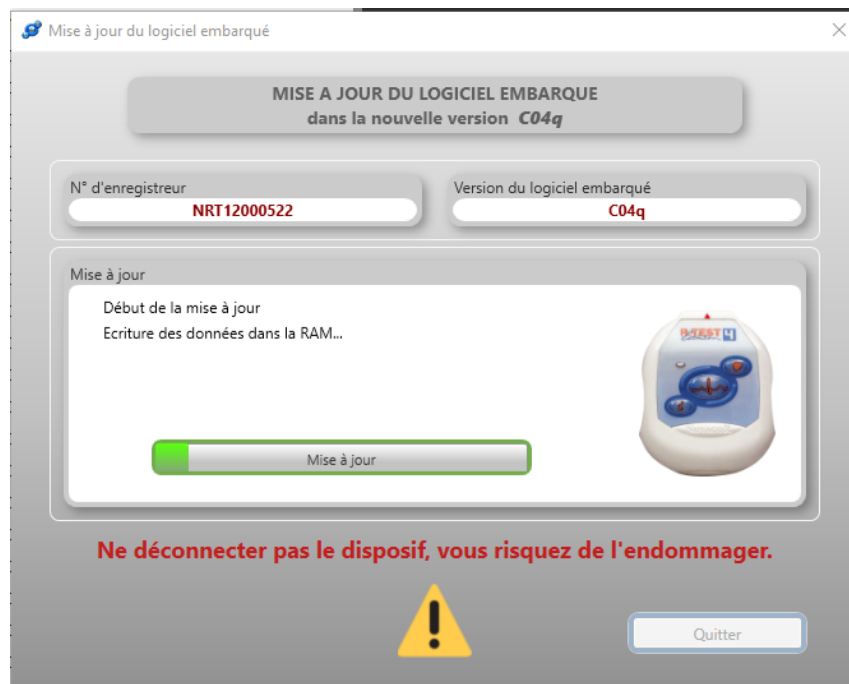 Mise à jour du logiciel embarqué
MISE A JOUR DU LOGICIEL EMBARQUE
dans la nouvelle version C04q
N° d'enregistreur
NRT12000522
Version du logiciel embarqué
C04q
Mise à jour
Début de la mise à jour
Ecriture des données dans la RAM...
R-TEST 4
Mise à jour
Ne déconnecter pas le disposif, vous risquez de l'endommager.
Quitter